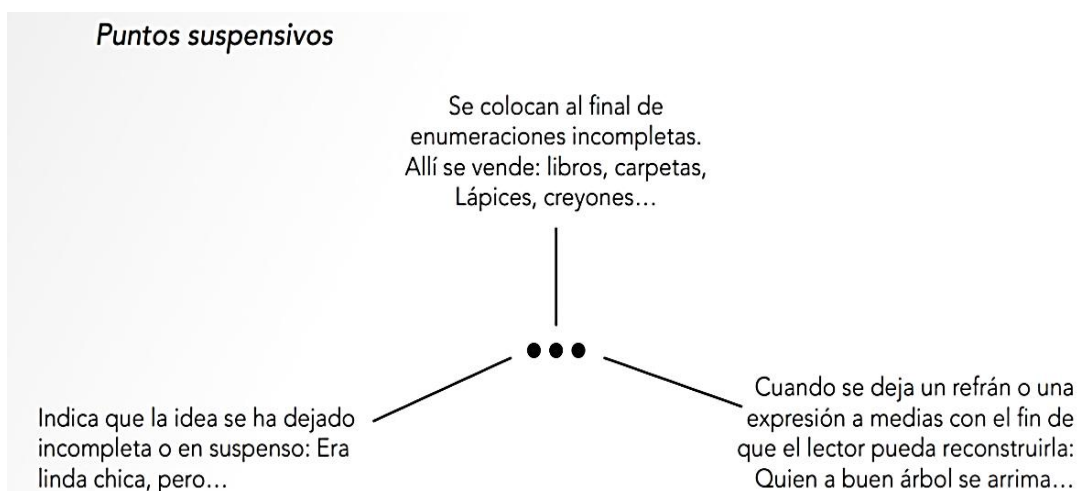 Puntos suspensivos
Se colocan al final de
enumeraciones incompletas.
Allí se vende: libros, carpetas,
Lápices, creyones…
Indica que la idea se ha dejado
incompleta o en suspenso: Era
linda chica, pero…
Cuando se deja un refrán o una
expresión a medias con el fin de
que el lector pueda reconstruirla:
Quien a buen árbol se arrima…